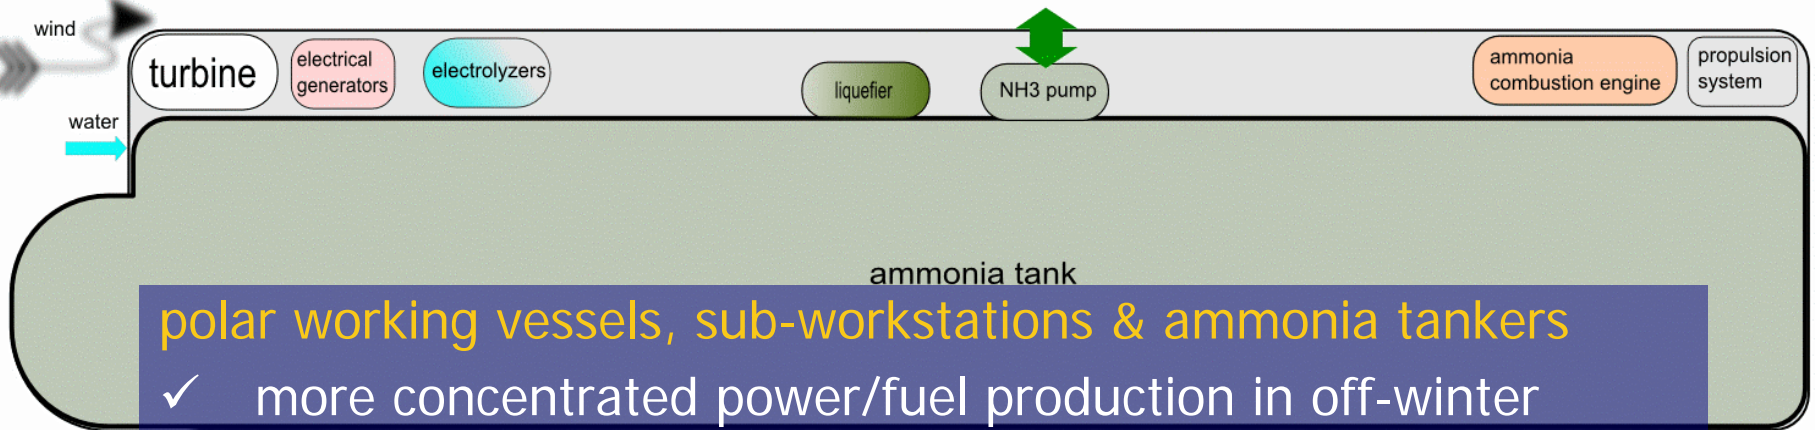 wind
turbine
electrical
generators
electrolyzers
liquefier
NH3 pump
ammonia
combustion engine
propulsion
system
water
ammonia tank
polar working vessels, sub-workstations & ammonia tankers
✓ more concentrated power/fuel production in off-winter